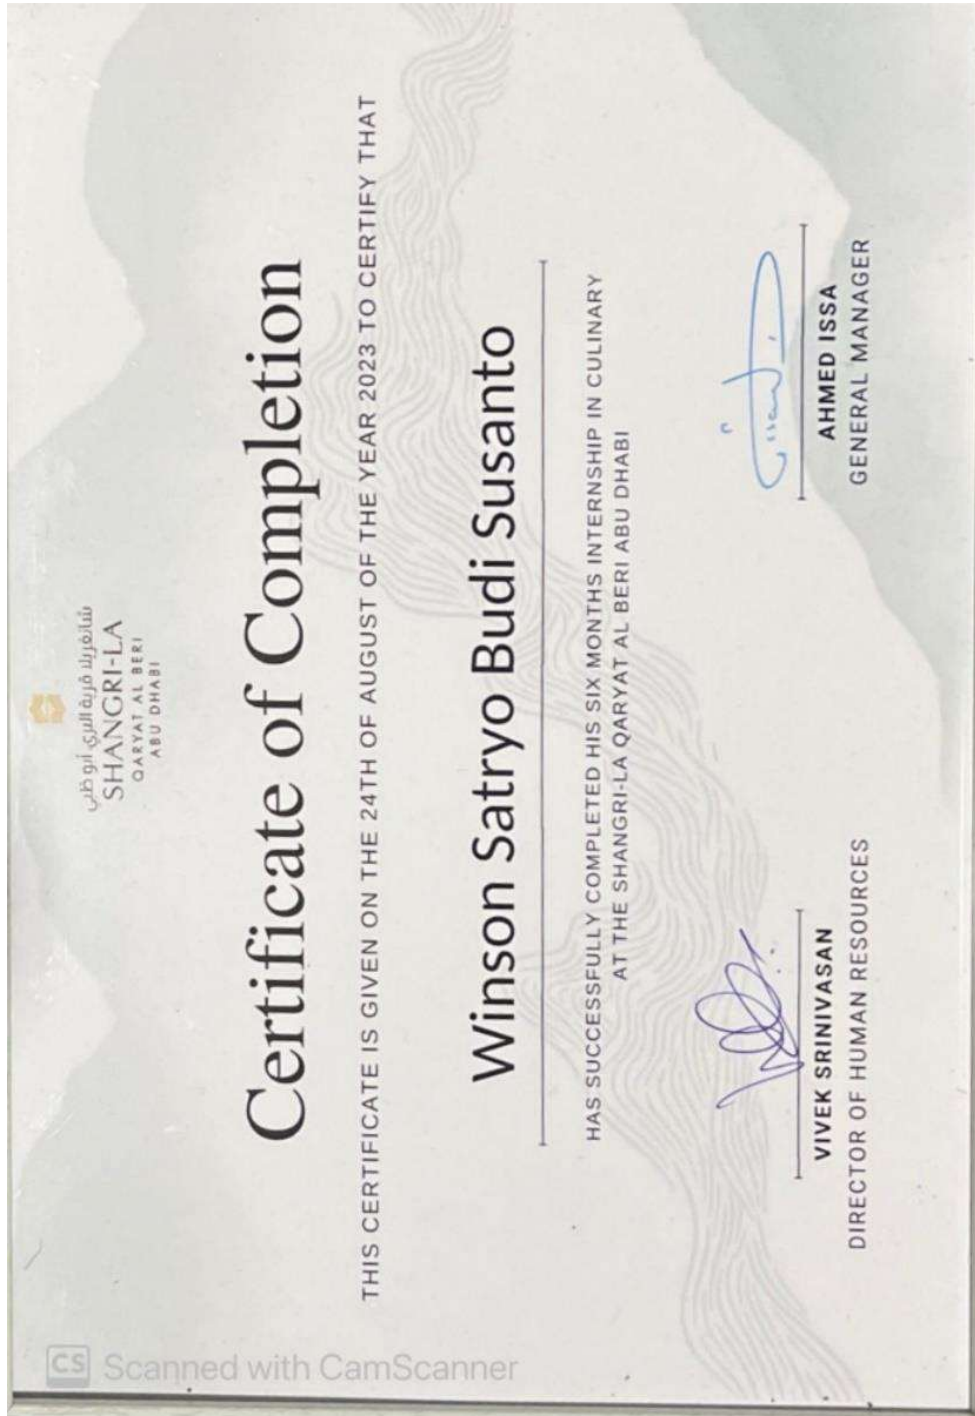 شانغريلا قرية البري أبوظبي
SHANGRI-LA
QARYAT AL BERI
ABU DHABI
Certificate of Completion
THIS CERTIFICATE IS GIVEN ON THE 24TH OF AUGUST OF THE YEAR 2023 TO CERTIFY THAT
Winson Satryo Budi Susanto
HAS SUCCESSFULLY COMPLETED HIS SIX MONTHS INTERNSHIP IN CULINARY
AT THE SHANGRI-LA QARYAT AL BERI ABU DHABI
VIVEK SRINIVASAN
DIRECTOR OF HUMAN RESOURCES
AHMED ISSA
GENERAL MANAGER
CS Scanned with CamScanner